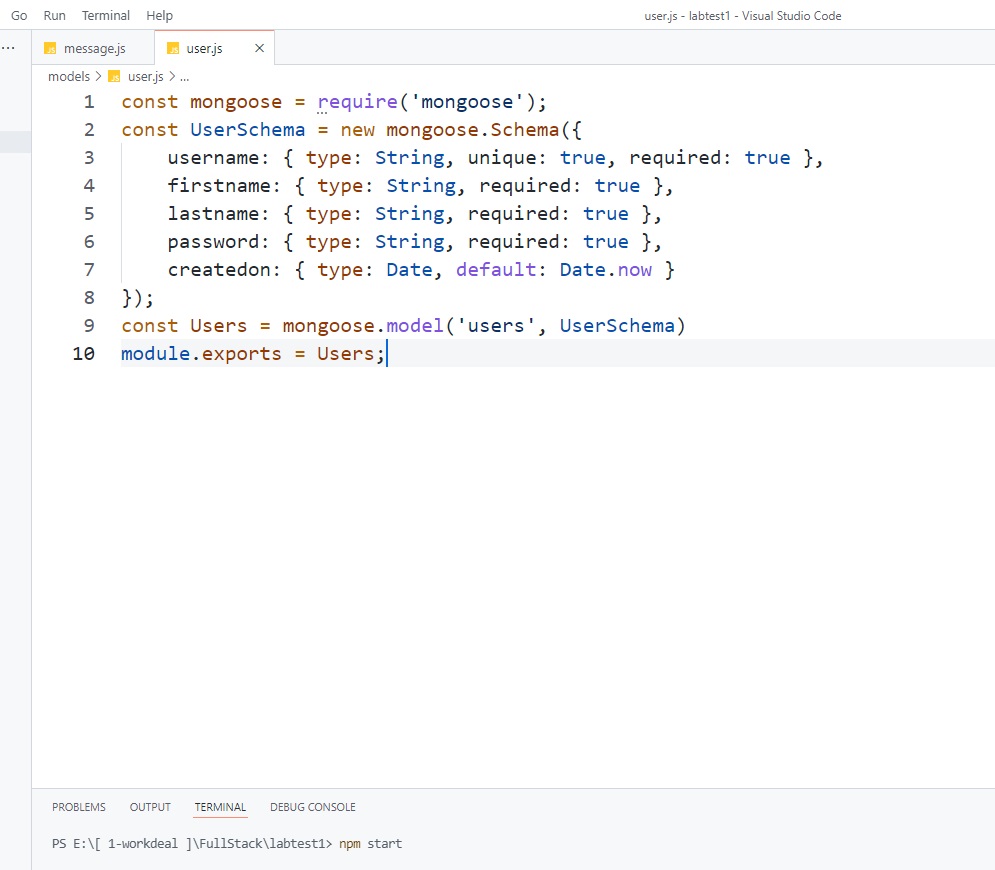 Go Run Terminal Help user.js - labtest1 - Visual Studio Code
... JS message.js JS user.js ×
models > JS user.js > ...
1 const mongoose = require('mongoose');
2 const UserSchema = new mongoose.Schema({
3     username: { type: String, unique: true, required: true },
4     firstname: { type: String, required: true },
5     lastname: { type: String, required: true },
6     password: { type: String, required: true },
7     createdon: { type: Date, default: Date.now }
8 });
9 const Users = mongoose.model('users', UserSchema)
10 module.exports = Users;
PROBLEMS OUTPUT TERMINAL DEBUG CONSOLE
PS E:\[ 1-workdeal ]\FullStack\labtest1> npm start